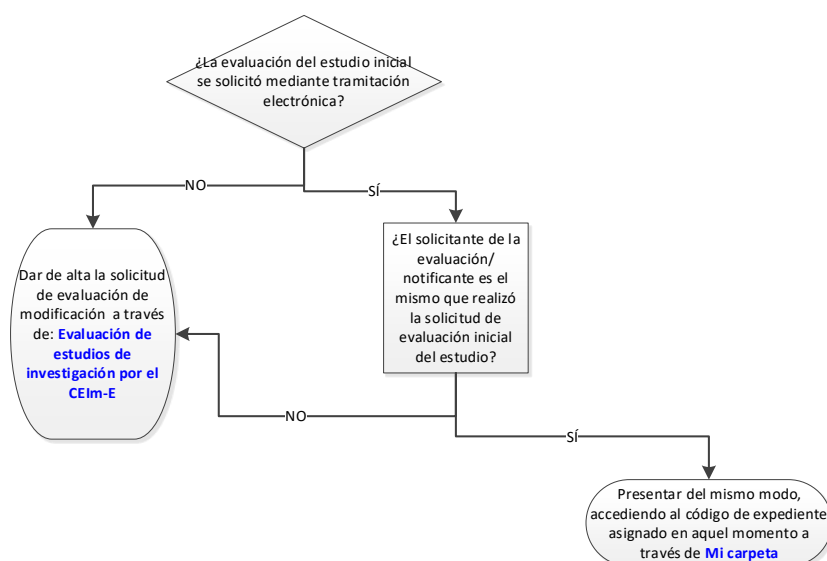 ¿La evaluación del estudio inicial
se solicitó mediante tramitación
electrónica?
NO
SÍ
¿El solicitante de la
evaluación/
notificante es el
mismo que realizó
la solicitud de
evaluación inicial
del estudio?
Dar de alta la solicitud
de evaluación de
modificación a través
de: Evaluación de
estudios de
investigación por el
CEIm-E
NO
SÍ
Presentar del mismo modo,
accediendo al código de expediente
asignado en aquel momento a
través de Mi carpeta